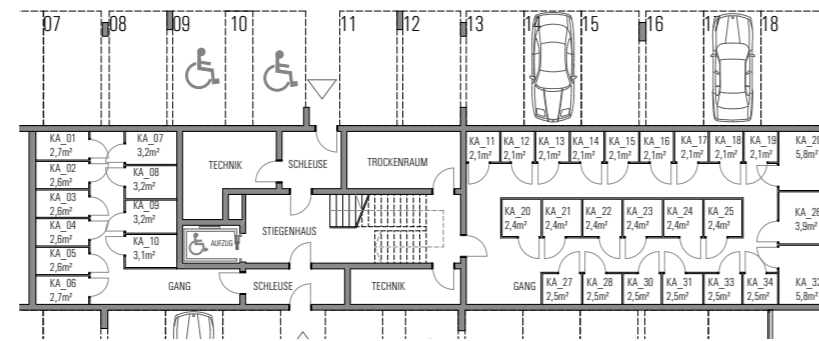 07
08
09
10
11
12
13
15
16
18
KA_01
2,7m²
KA_02
2,6m²
KA_03
2,6m²
KA_04
2,6m²
KA_05
2,6m²
KA_06
2,7m²
KA_07
3,2m²
KA_08
3,2m²
KA_09
3,2m²
KA_10
3,1m²
TECHNIK
SCHLEUSE
TROCKENRAUM
AUFZUG
STIEGENHAUS
GANG
SCHLEUSE
TECHNIK
KA_11
2,1m²
KA_12
2,1m²
KA_13
2,1m²
KA_14
2,1m²
KA_15
2,1m²
KA_16
2,1m²
KA_17
2,1m²
KA_18
2,1m²
KA_19
2,1m²
5,8m²
KA_20
2,4m²
KA_21
2,4m²
KA_22
2,4m²
KA_23
2,4m²
KA_24
2,4m²
KA_25
2,4m²
KA_26
3,9m²
GANG
KA_27
2,5m²
KA_28
2,5m²
KA_30
2,5m²
KA_31
2,5m²
KA_33
2,5m²
KA_34
2,5m²
KA_32
5,8m²